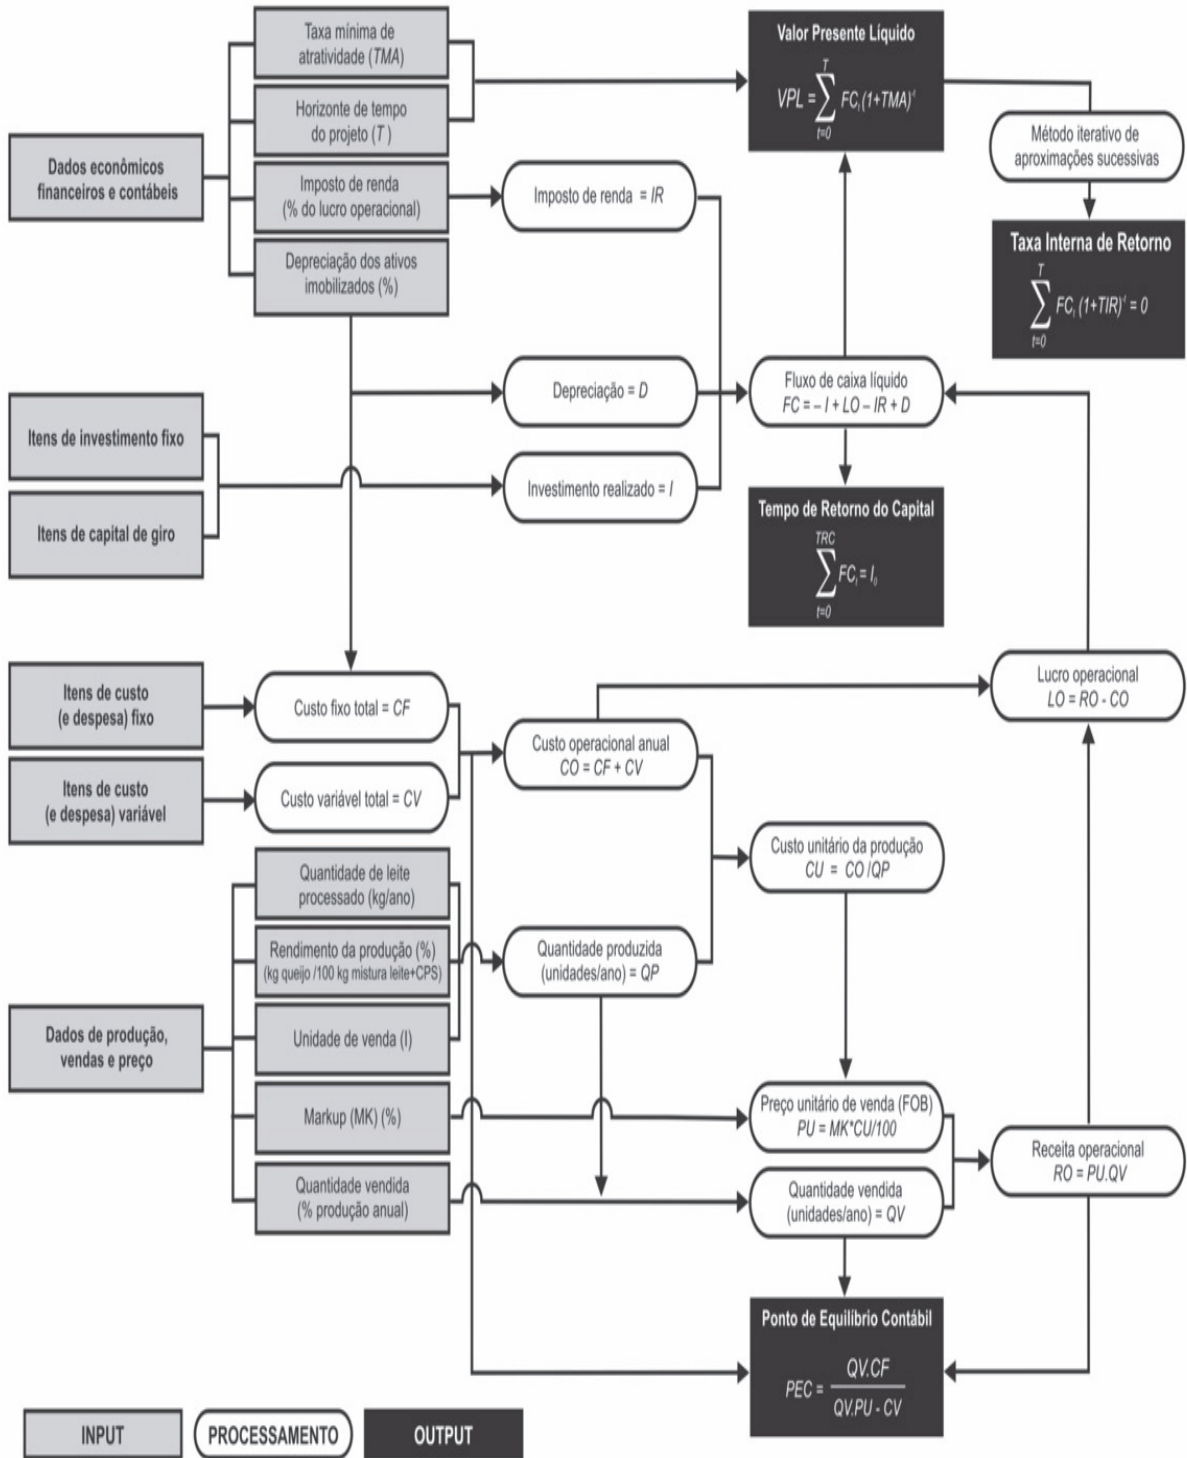 Taxa mínima de
atratividade (TMA)
Horizonte de tempo
do projeto (T )
Dados econômicos
financeiros e contábeis
Imposto de renda
(% do lucro operacional)
Depreciação dos ativos
imobilizados (%)
Imposto de renda = IR
Valor Presente Líquido
VPL = T ∑ t=0 FCt (1+TMA)-t
Método iterativo de
aproximações sucessivas
Taxa Interna de Retorno
T ∑ t=0 FCt (1+TIR)-t = 0
Itens de investimento fixo
Itens de capital de giro
Depreciação = D
Investimento realizado = I
Fluxo de caixa líquido
FC = – I + LO – IR + D
Tempo de Retorno do Capital
TRC ∑ t=0 FCt = I0
Itens de custo
(e despesa) fixo
Custo fixo total = CF
Itens de custo
(e despesa) variável
Custo variável total = CV
Custo operacional anual
CO = CF + CV
Lucro operacional
LO = RO - CO
Custo unitário da produção
CU = CO /QP
Dados de produção,
vendas e preço
Quantidade de leite
processado (kg/ano)
Rendimento da produção (%)
(kg queijo /100 kg mistura leite+CPS)
Unidade de venda (l)
Markup (MK) (%)
Quantidade vendida
(% produção anual)
Quantidade produzida
(unidades/ano) = QP
Preço unitário de venda (FOB)
PU = MK*CU/100
Quantidade vendida
(unidades/ano) = QV
Receita operacional
RO = PU.QV
Ponto de Equilíbrio Contábil
PEC = QV.CF
QV.PU - CV
INPUT
PROCESSAMENTO
OUTPUT